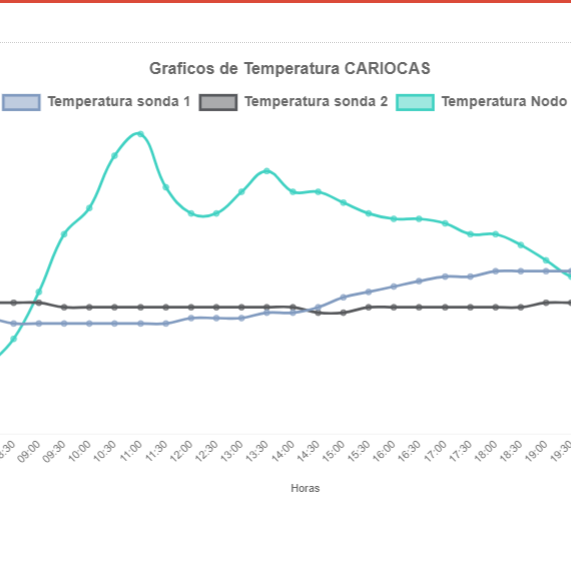 Graficos de Temperatura CARIOCAS
Temperatura sonda 1 Temperatura sonda 2 Temperatura Nodo
09:00 09:30 10:00 10:30 11:00 11:30 12:00 12:30 13:00 13:30 14:00 14:30 15:00 15:30 16:00 16:30 17:00 17:30 18:00 18:30 19:00 19:30
Horas